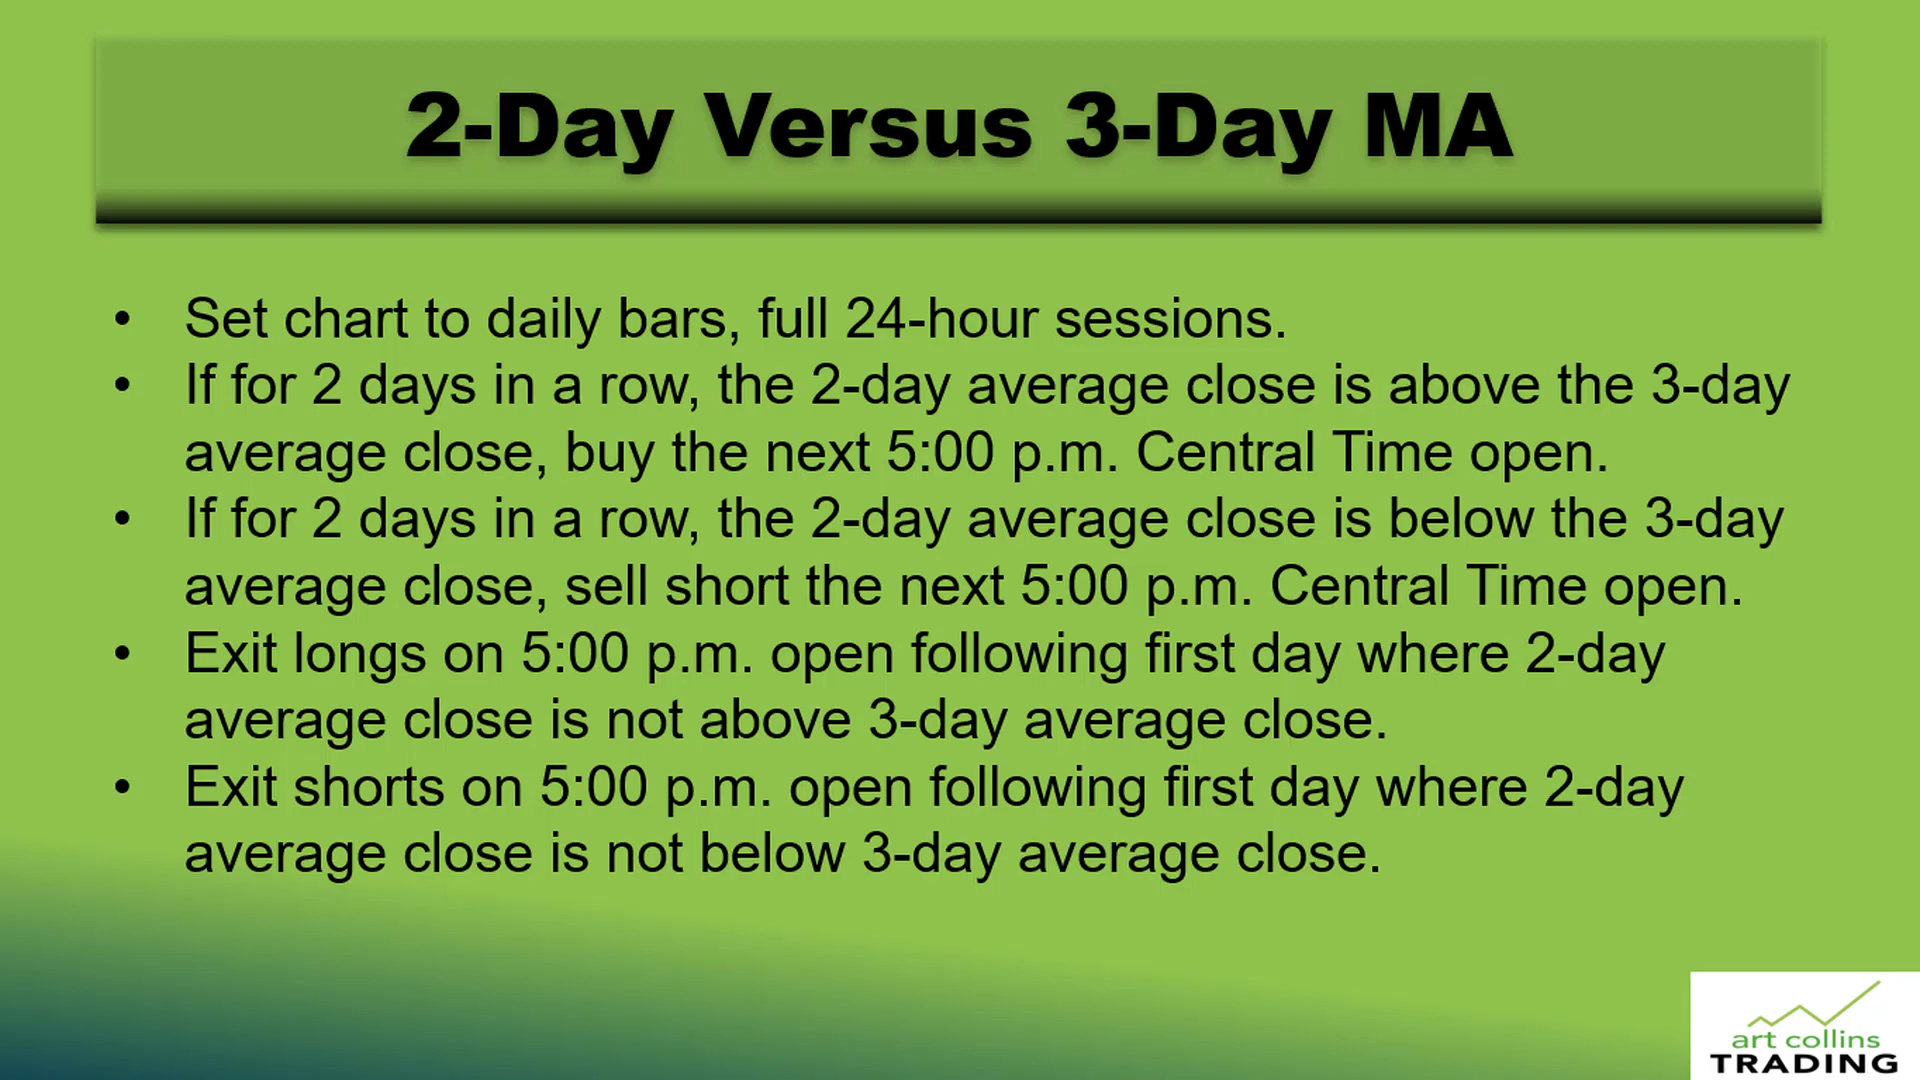 2-Day Versus 3-Day MA
• Set chart to daily bars, full 24-hour sessions.
• If for 2 days in a row, the 2-day average close is above the 3-day
average close, buy the next 5:00 p.m. Central Time open.
• If for 2 days in a row, the 2-day average close is below the 3-day
average close, sell short the next 5:00 p.m. Central Time open.
• Exit longs on 5:00 p.m. open following first day where 2-day
average close is not above 3-day average close.
• Exit shorts on 5:00 p.m. open following first day where 2-day
average close is not below 3-day average close.
art collins
TRADING